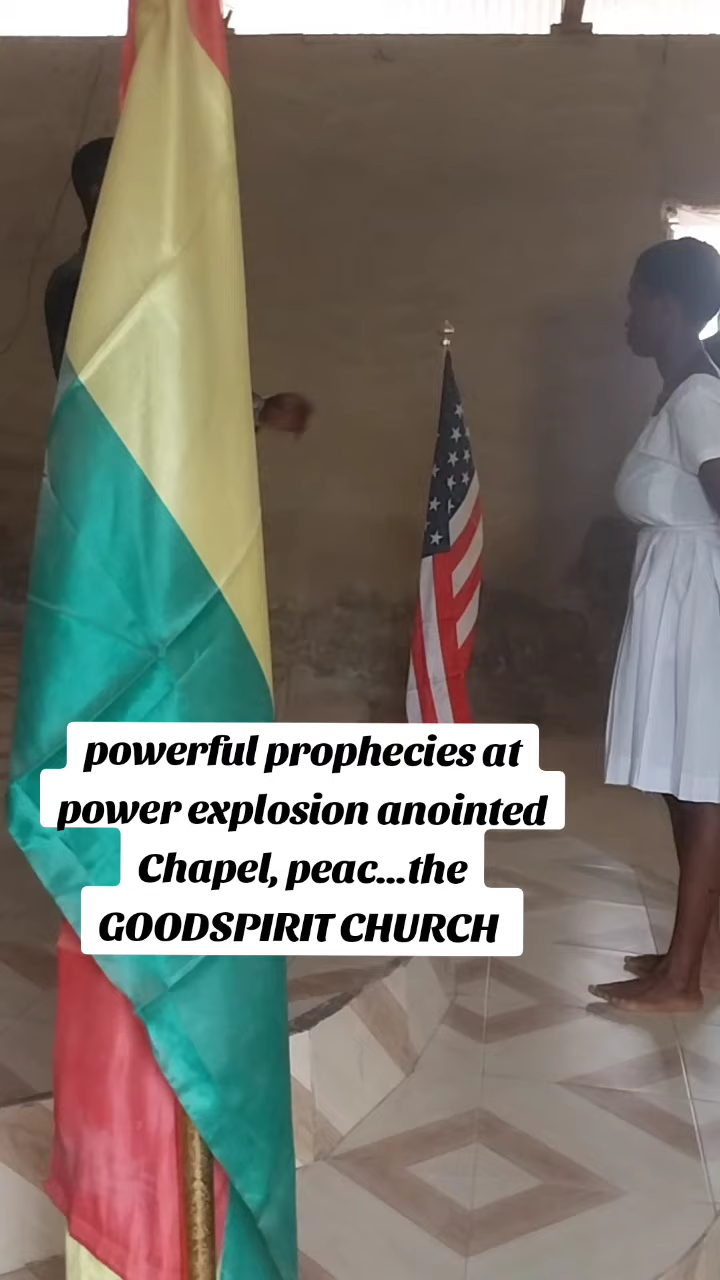 powerful prophecies at
power explosion anointed
Chapel, peac...the
GOODSPIRIT CHURCH